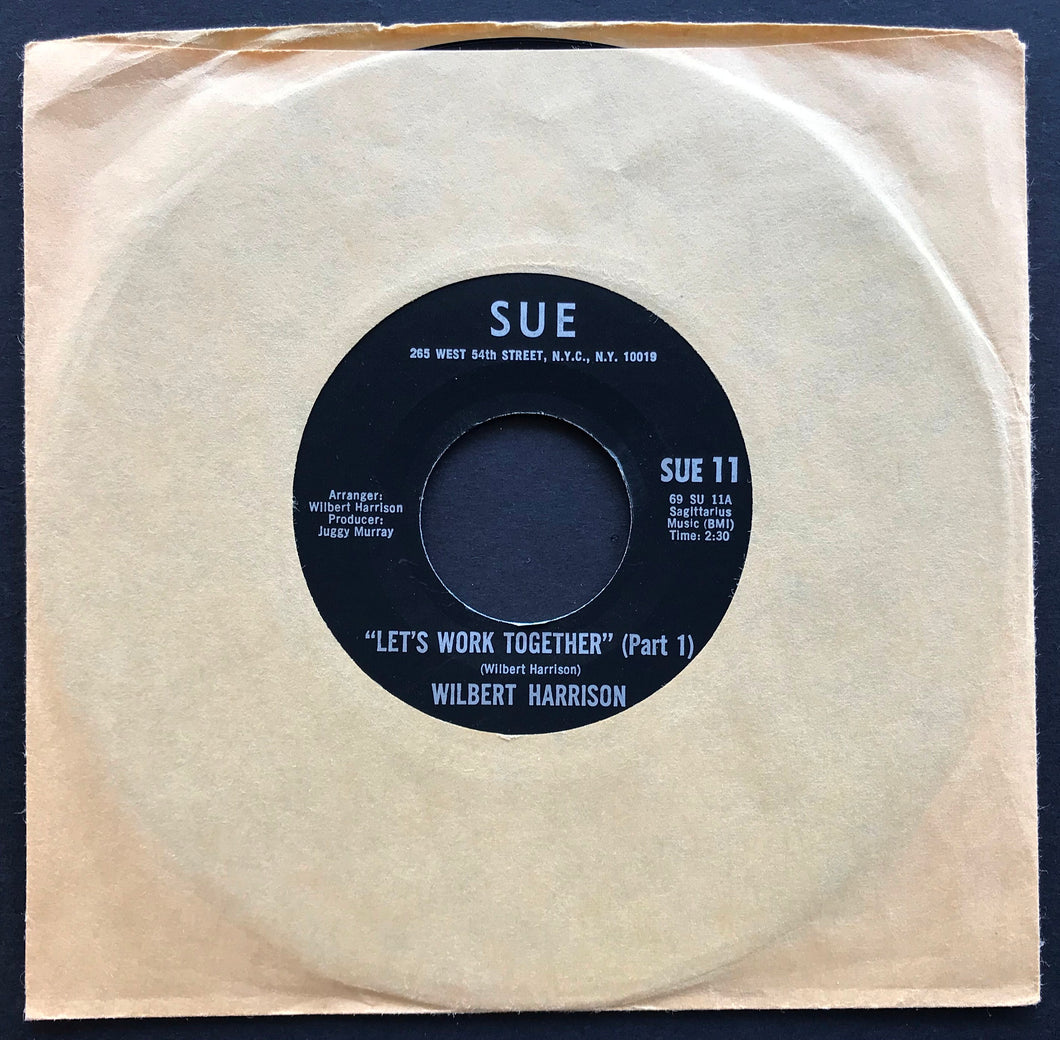 SUE
265 WEST 54th STREET, N.Y.C., N.Y. 10019
SUE 11
69 SU 11A
Sagittarius
Music (BMI)
Time: 2:30
Arranger:
Wilbert Harrison
Producer:
Juggy Murray
“LET'S WORK TOGETHER” (Part 1)
(Wilbert Harrison)
WILBERT HARRISON